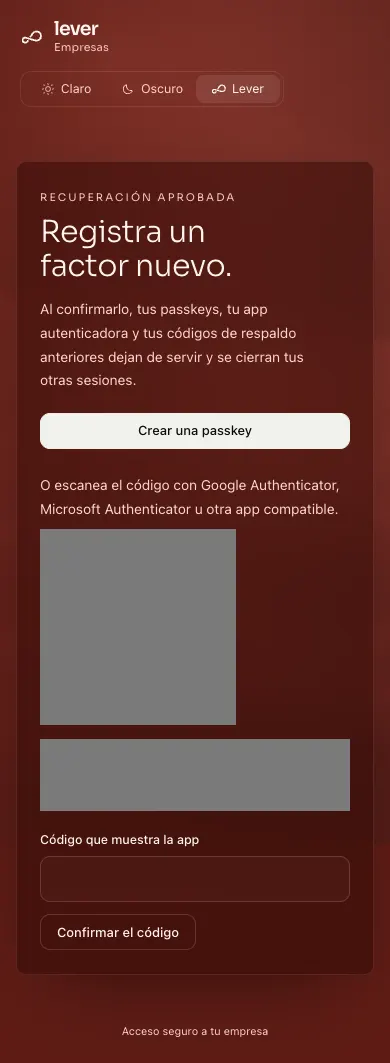 lever
Empresas
Claro
Oscuro
Lever
RECUPERACIÓN APROBADA
Registra un
factor nuevo.
Al confirmarlo, tus passkeys, tu app
autenticadora y tus códigos de respaldo
anteriores dejan de servir y se cierran tus
otras sesiones.
Crear una passkey
O escanea el código con Google Authenticator,
Microsoft Authenticator u otra app compatible.
Código que muestra la app
Confirmar el código
Acceso seguro a tu empresa